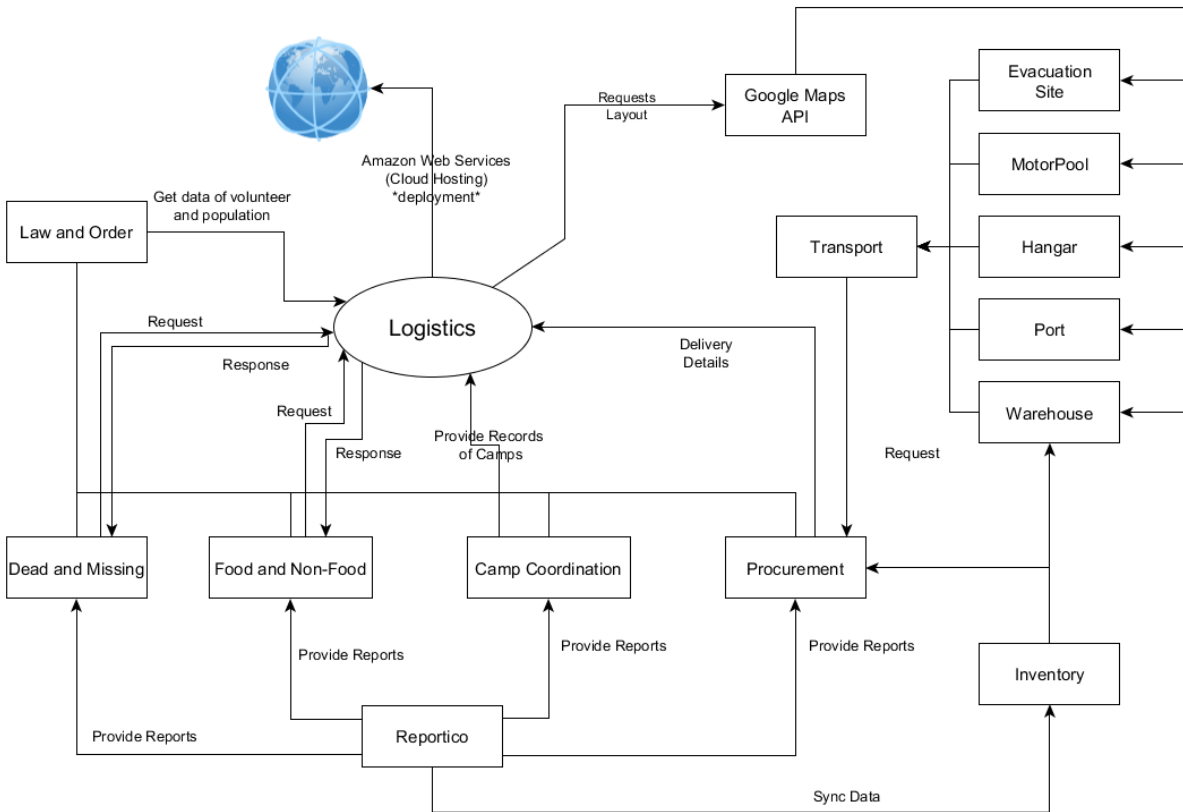 Evacuation
Site
Requests
Layout
Google Maps
API
MotorPool
Amazon Web Services
(Cloud Hosting)
*deployment*
Get data of volunteer
and population
Law and Order
Transport
Hangar
Request
Logistics
Port
Response
Delivery
Details
Request
Warehouse
Provide Records
of Camps
Response
Request
Dead and Missing
Food and Non-Food
Camp Coordination
Procurement
Provide Reports
Provide Reports
Provide Reports
Inventory
Provide Reports
Reportico
Sync Data